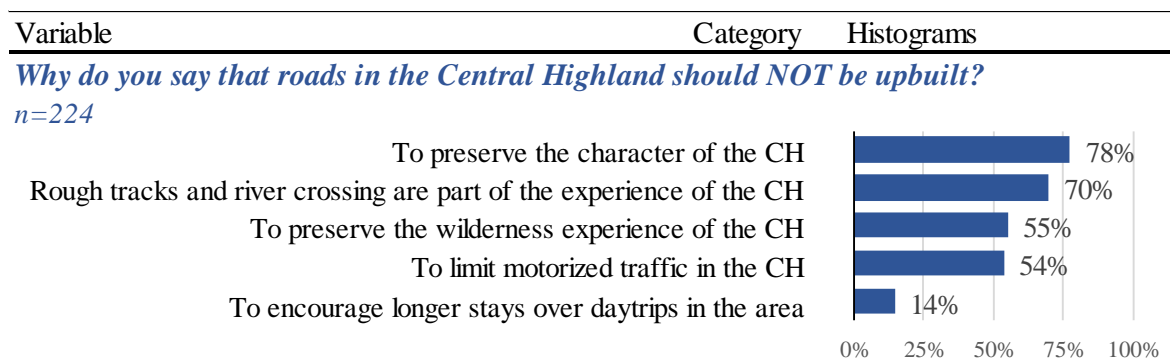 Variable Category Histograms
Why do you say that roads in the Central Highland should NOT be upbuilt?
n=224
To preserve the character of the CH 78%
Rough tracks and river crossing are part of the experience of the CH 70%
To preserve the wilderness experience of the CH 55%
To limit motorized traffic in the CH 54%
To encourage longer stays over daytrips in the area 14%
0% 25% 50% 75% 100%